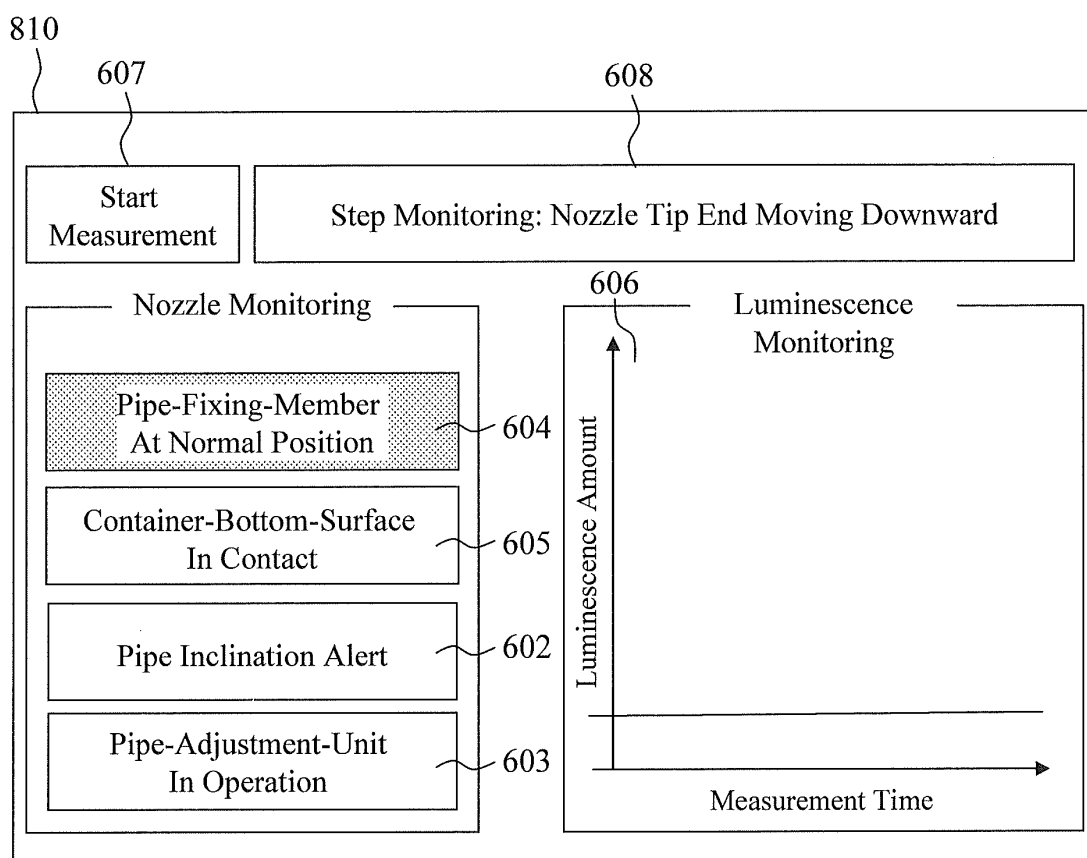 810
607
608
Start
Measurement
Step Monitoring: Nozzle Tip End Moving Downward
Nozzle Monitoring
606
Luminescence
Monitoring
Pipe-Fixing-Member
At Normal Position
604
Container-Bottom-Surface
In Contact
605
Pipe Inclination Alert
602
Pipe-Adjustment-Unit
In Operation
603
Luminescence Amount
Measurement Time